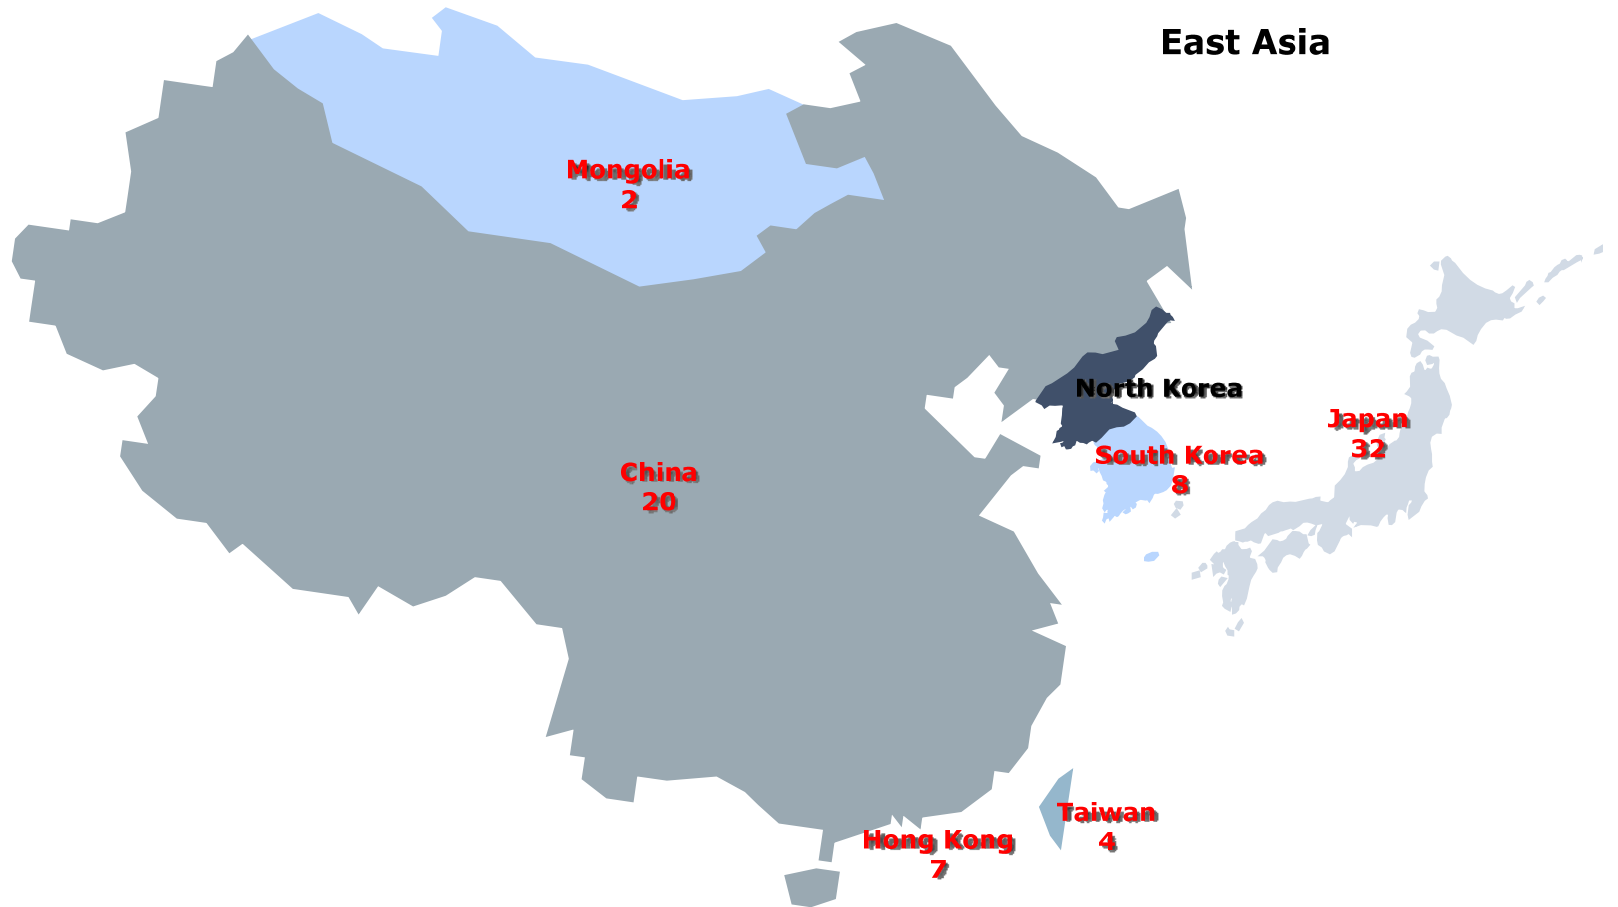 East Asia
Mongolia
2
North Korea
Japan
32
South Korea
8
China
20
Taiwan
4
Hong Kong
7